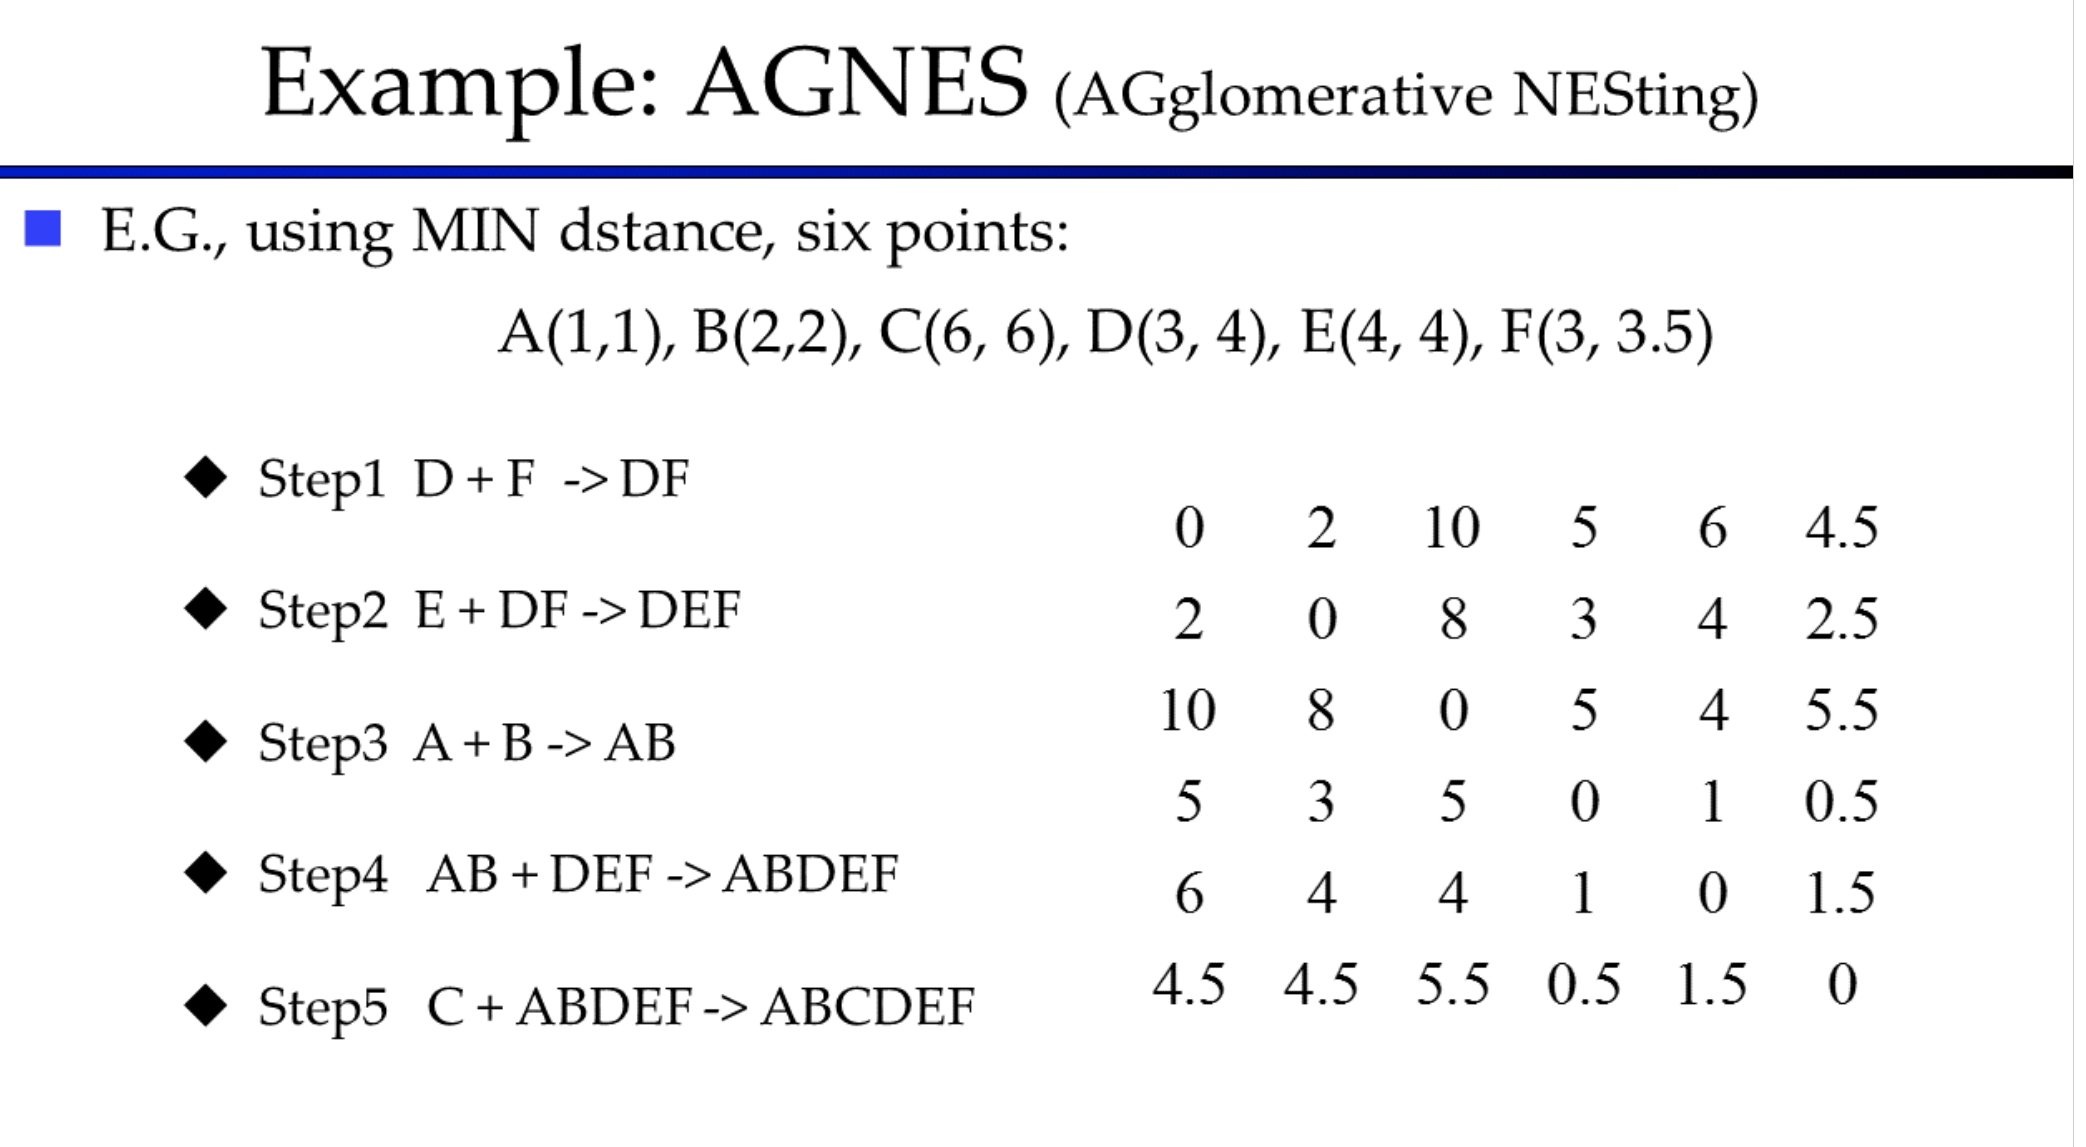 Example: AGNES (AGglomerative NESting)
E.G., using MIN dstance, six points:
A(1,1), B(2,2), C(6, 6), D(3, 4), E(4, 4), F(3, 3.5)
Step1 D + F -> DF
Step2 E + DF -> DEF
Step3 A + B -> AB
Step4 AB + DEF -> ABDEF
Step5 C + ABDEF -> ABCDEF
0 2 10 5 6 4.5
2 0 8 3 4 2.5
10 8 0 5 4 5.5
5 3 5 0 1 0.5
6 4 4 1 0 1.5
4.5 4.5 5.5 0.5 1.5 0